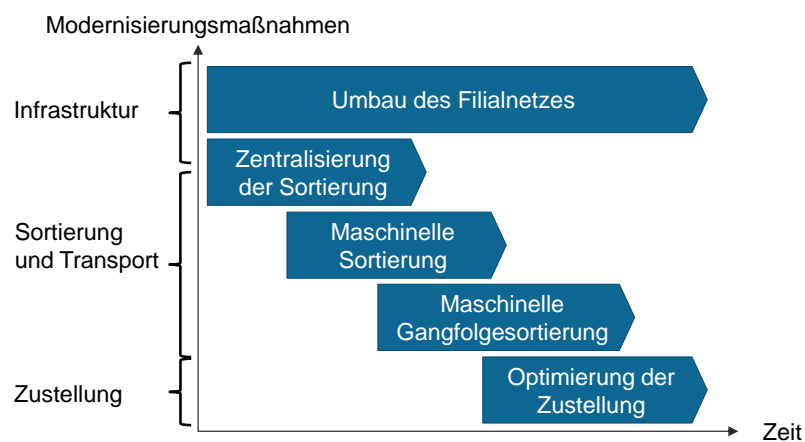 Modernisierungsmaßnahmen
Infrastruktur
Umbau des Filialnetzes
Zentralisierung
der Sortierung
Sortierung
und Transport
Maschinelle
Sortierung
Maschinelle
Gangfolgesortierung
Zustellung
Optimierung der
Zustellung
Zeit